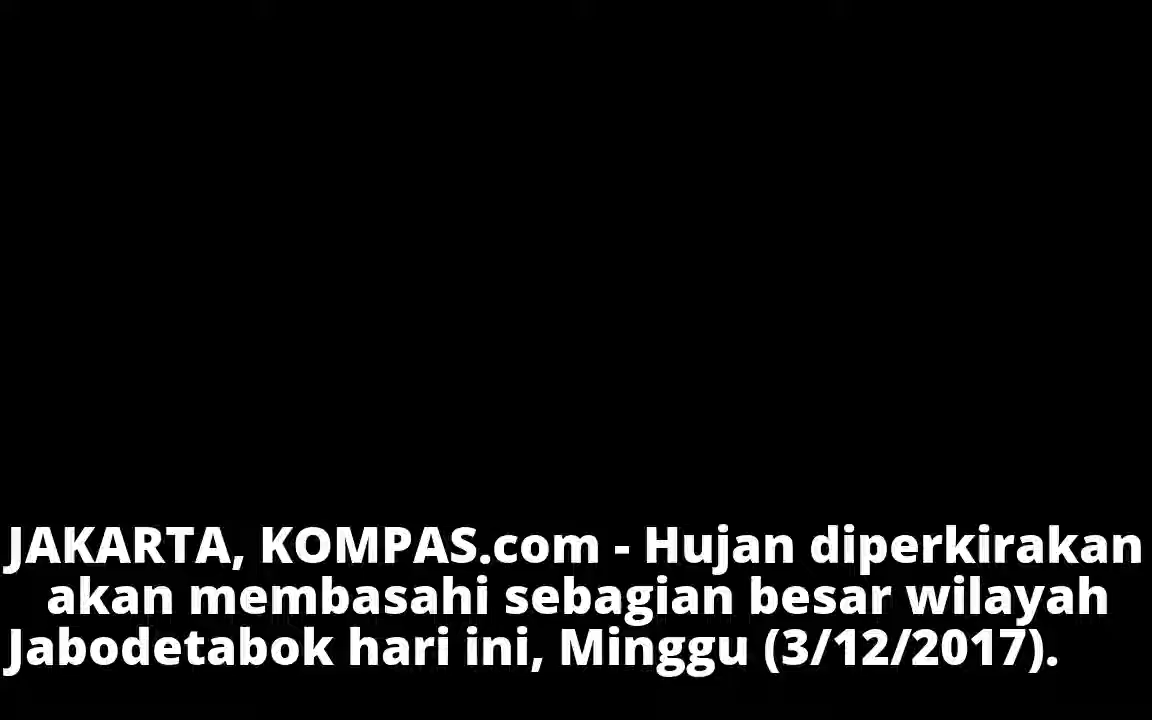 JAKARTA, KOMPAS.com - Hujan diperkirakan
akan membasahi sebagian besar wilayah
Jabodetabok hari ini, Minggu (3/12/2017).